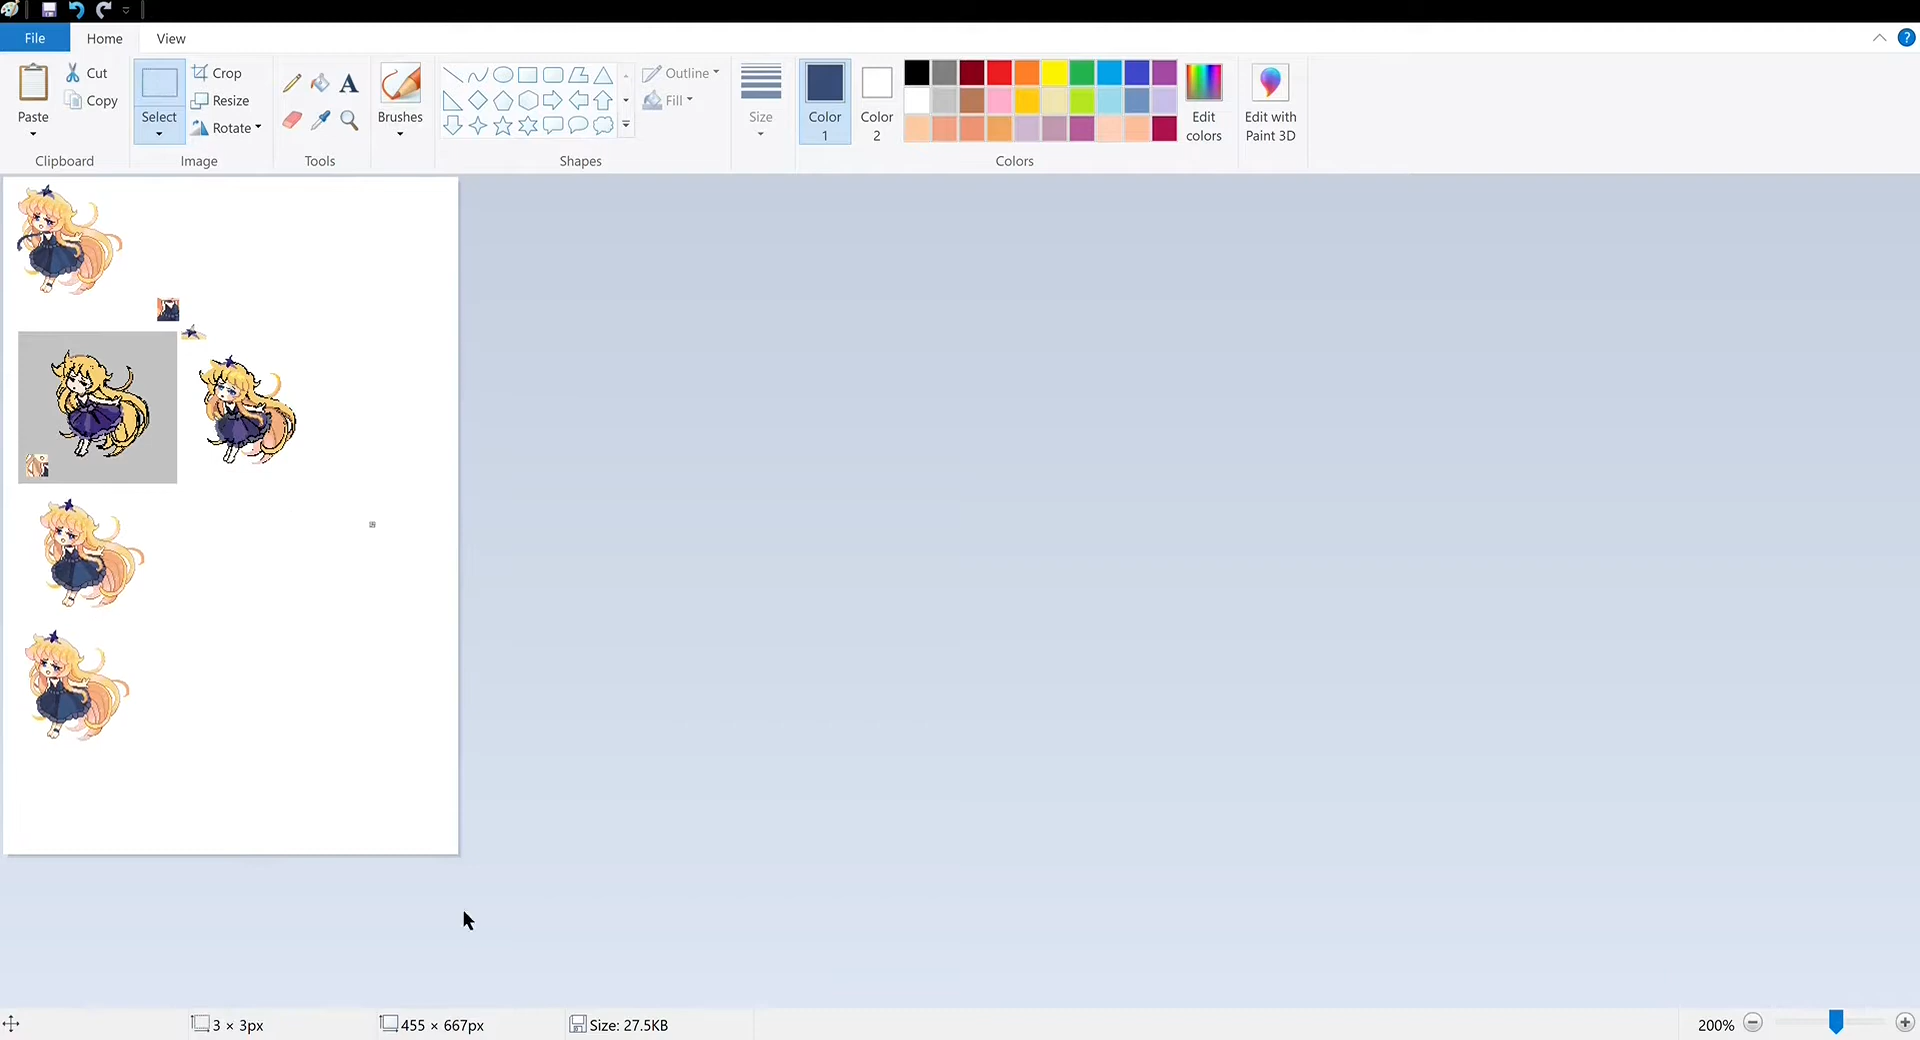 File Home View
Paste
Cut
Copy
Clipboard
Select
Crop
Resize
Rotate
Image
A
Tools
Brushes
Shapes
Outline
Fill
Size
Color
1
Color
2
Edit
colors
Colors
Edit with
Paint 3D
3 × 3px 455 × 667px Size: 27.5KB 200%